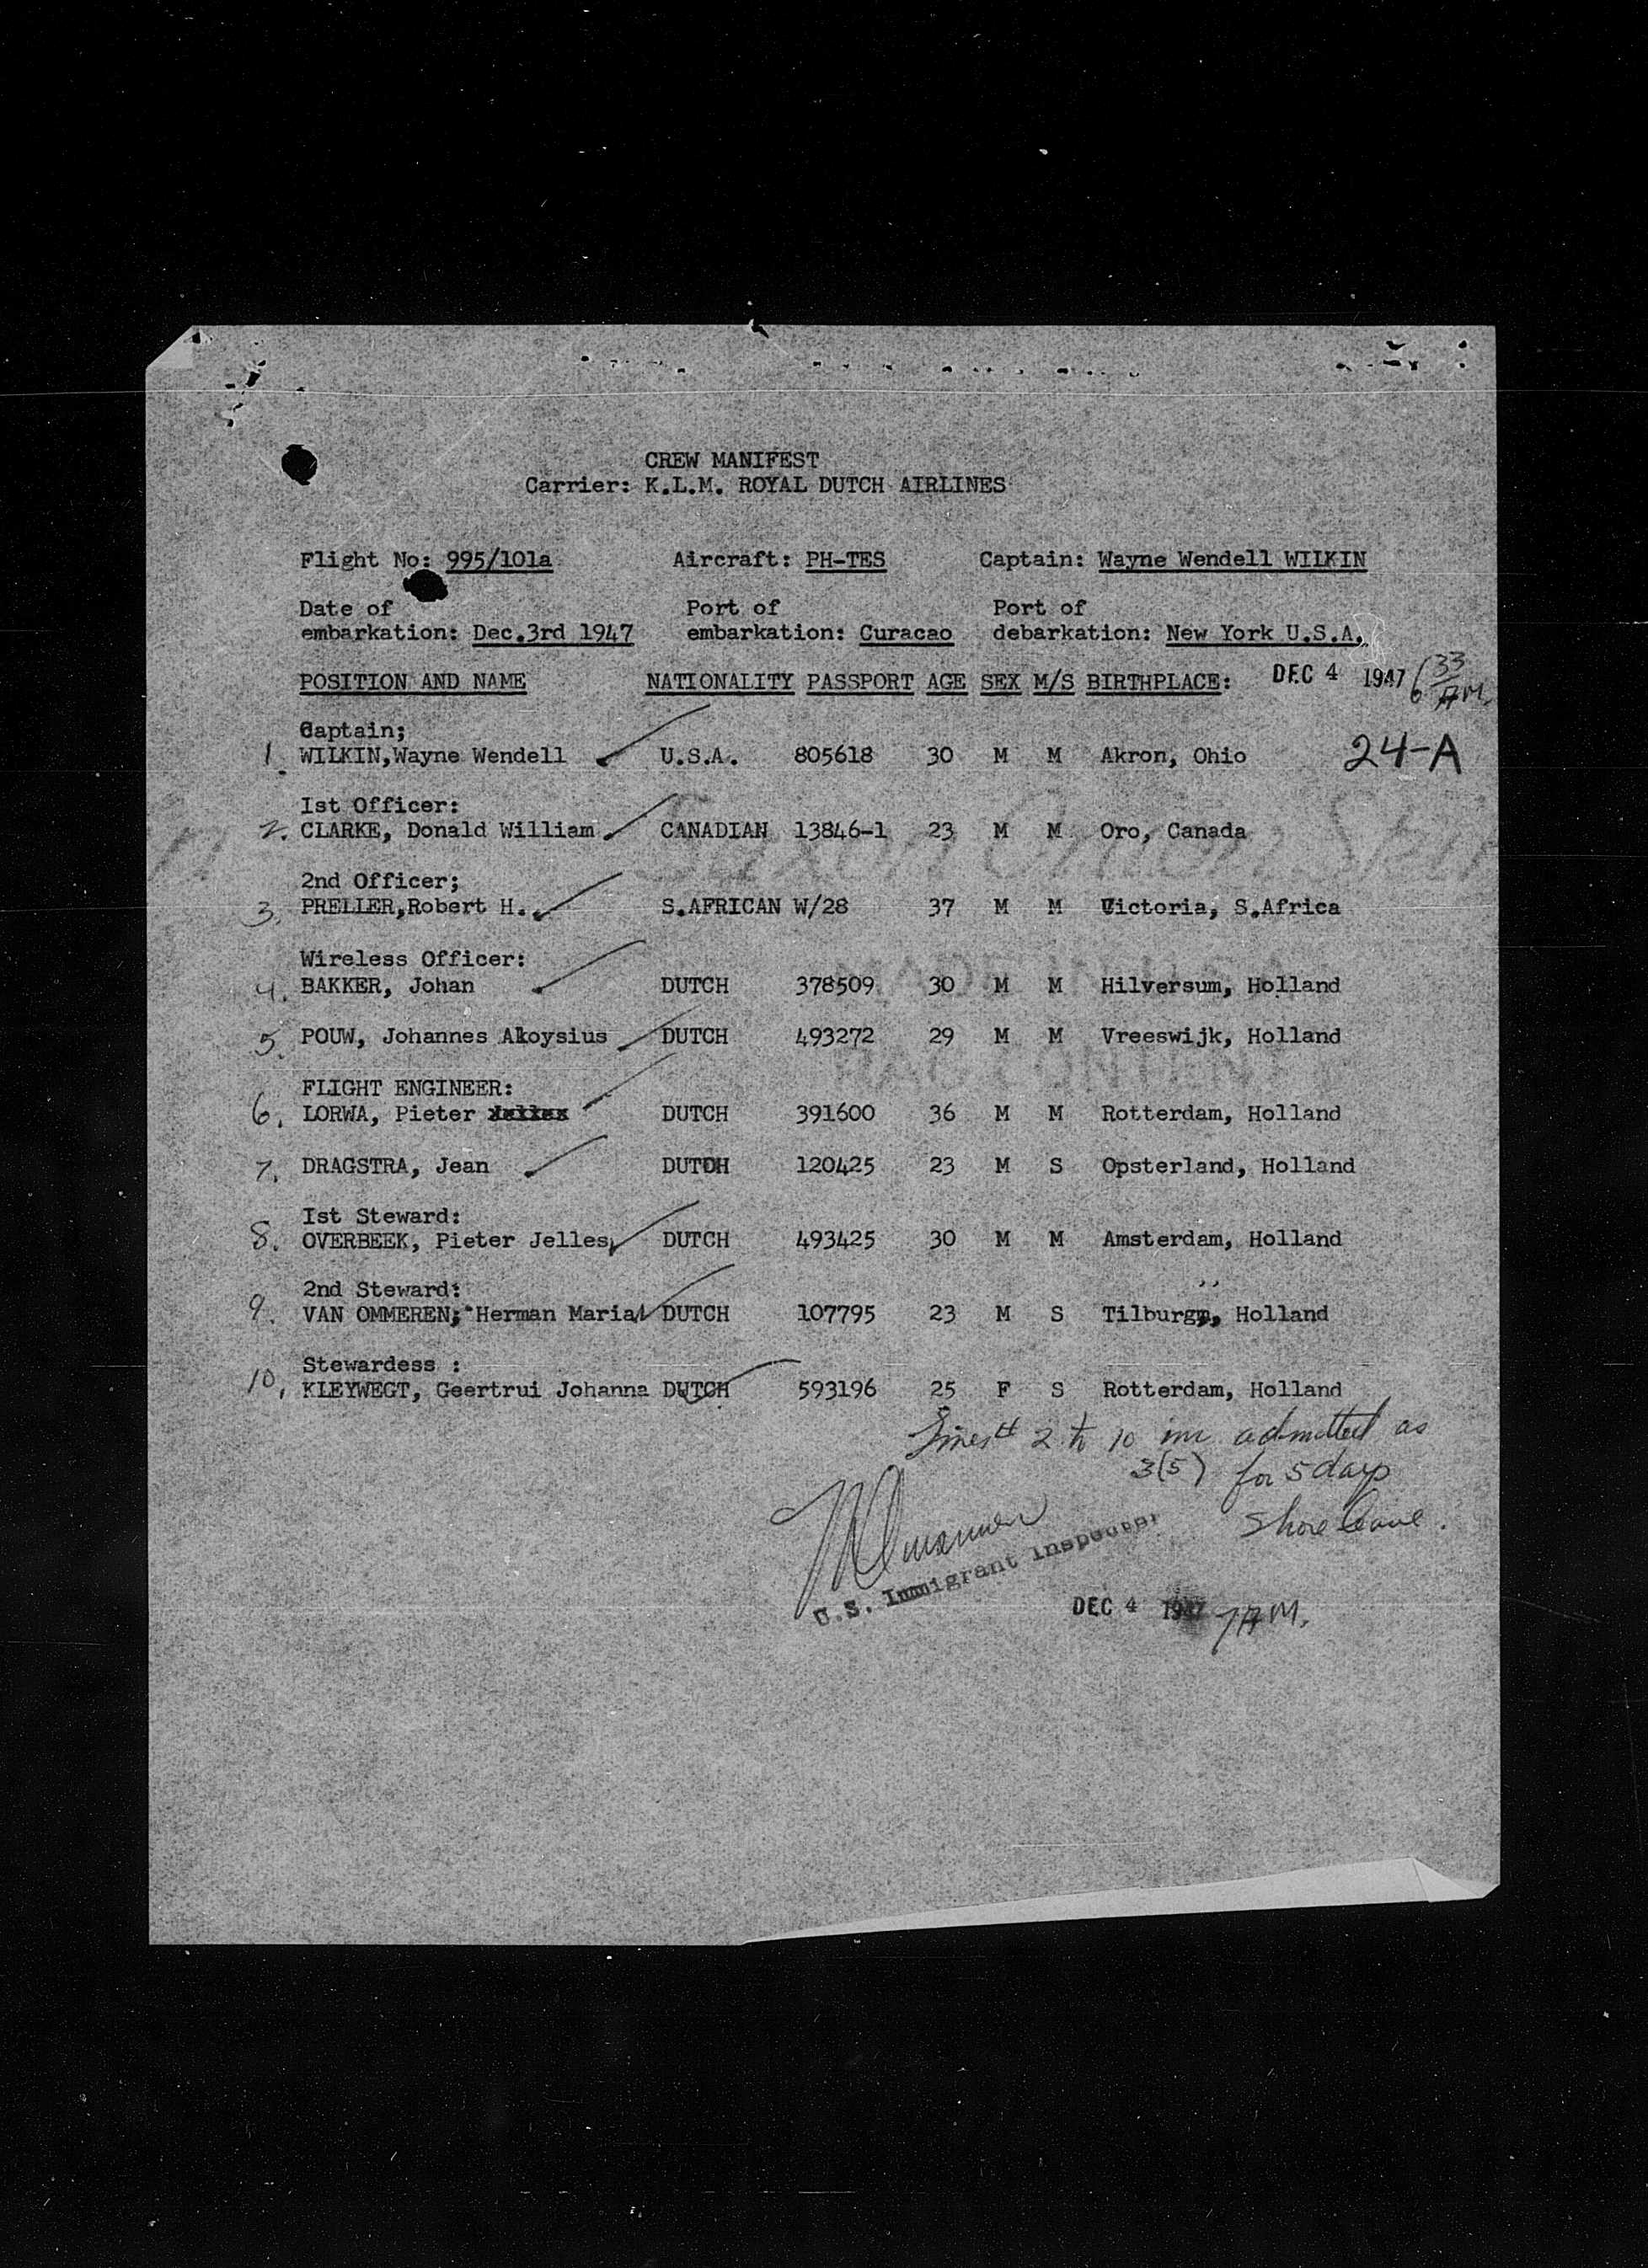 CREW MANIFEST
Carrier: K.L.M. ROYAL DUTCH AIRLINES
Flight No: 995/101a Aircraft: PH-TES Captain: Wayne Wendell WILKIN
Date of Port of Port of
embarkation: Dec.3rd 1947 embarkation: Curacao debarkation: New York U.S.A.
POSITION AND NAME NATIONALITY PASSPORT AGE SEX M/S BIRTHPLACE: DEC 4 1947 6 33 AM.
Captain;
1. WILKIN,Wayne Wendell U.S.A. 805618 30 M M Akron, Ohio 24-A
Ist Officer:
2. CLARKE, Donald William CANADIAN 13846-1 23 M M Oro, Canada
2nd Officer;
3. PRELLER,Robert H. S.AFRICAN W/28 37 M M Victoria, S.Africa
Wireless Officer:
4. BAKKER, Johan DUTCH 378509 30 M M Hilversum, Holland
5. POUW, Johannes Aloysius DUTCH 493272 29 M M Vreeswijk, Holland
FLIGHT ENGINEER:
6. LORWA, Pieter DUTCH 391600 36 M M Rotterdam, Holland
7. DRAGSTRA, Jean DUTCH 120425 23 M S Opsterland, Holland
Ist Steward:
8. OVERBEEK, Pieter Jelles DUTCH 493425 30 M M Amsterdam, Holland
2nd Steward:
9. VAN OMMEREN; Herman Maria DUTCH 107795 23 M S Tilburg, Holland
Stewardess :
10. KLEYWEGT, Geertrui Johanna DUTCH 593196 25 F S Rotterdam, Holland
2 to 10 inc admitted as
3(5) for 5 days
Shore leave.
U.S. Immigrant Inspector
DEC 4 1947 7 AM.
RAG CONTENT